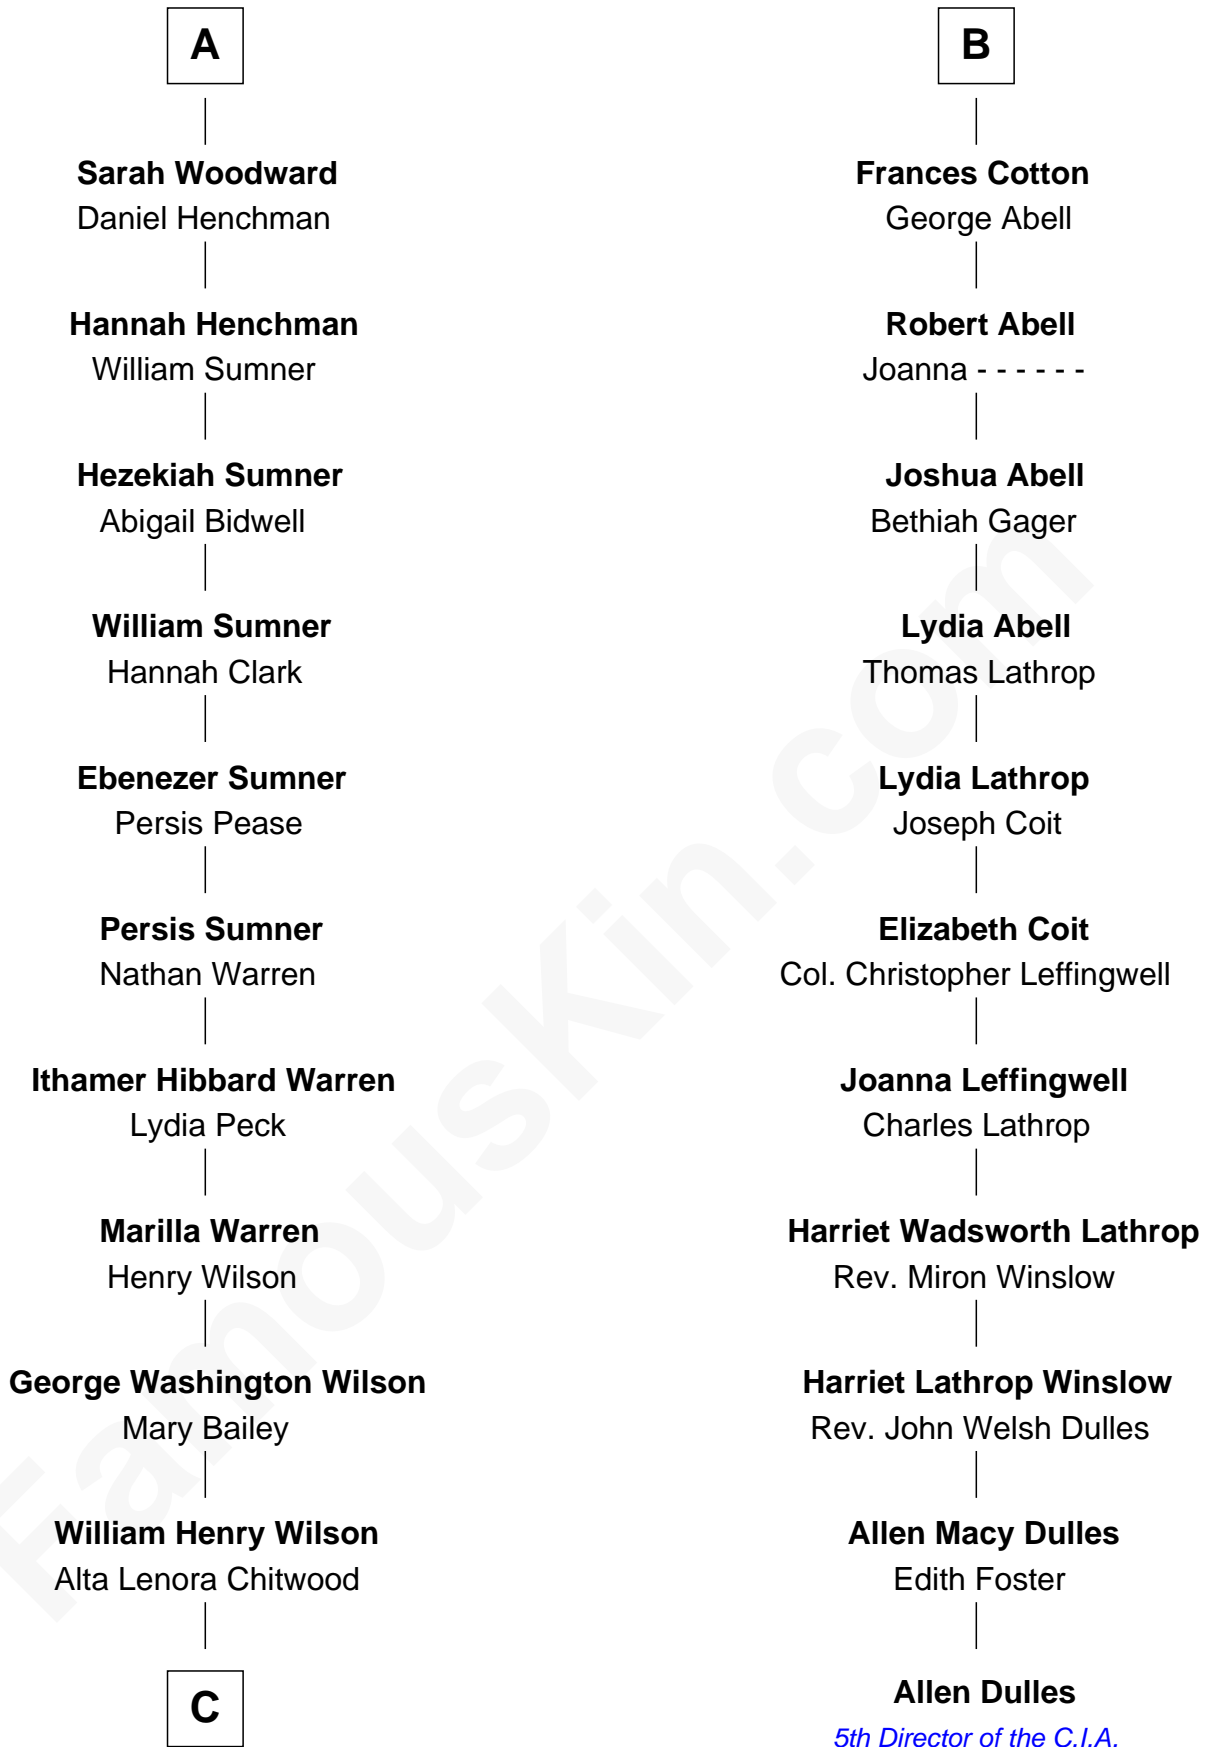 A
Sarah Woodward
Daniel Henchman
Hannah Henchman
William Sumner
Hezekiah Sumner
Abigail Bidwell
William Sumner
Hannah Clark
Ebenezer Sumner
Persis Pease
Persis Sumner
Nathan Warren
Ithamer Hibbard Warren
Lydia Peck
Marilla Warren
Henry Wilson
George Washington Wilson
Mary Bailey
William Henry Wilson
Alta Lenora Chitwood
C
B
Frances Cotton
George Abell
Robert Abell
Joanna - - - - - -
Joshua Abell
Bethiah Gager
Lydia Abell
Thomas Lathrop
Lydia Lathrop
Joseph Coit
Elizabeth Coit
Col. Christopher Leffingwell
Joanna Leffingwell
Charles Lathrop
Harriet Wadsworth Lathrop
Rev. Miron Winslow
Harriet Lathrop Winslow
Rev. John Welsh Dulles
Allen Macy Dulles
Edith Foster
Allen Dulles
5th Director of the C.I.A.
FamousKin.com